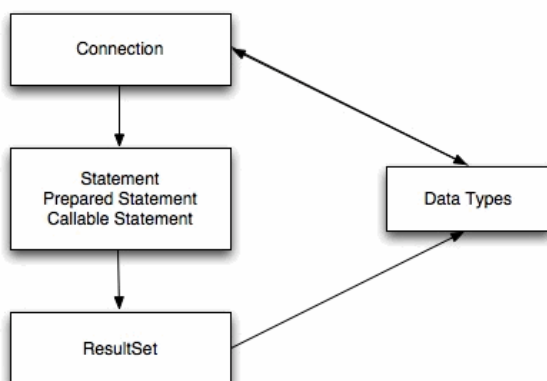 Connection
Statement
Prepared Statement
Callable Statement
Data Types
ResultSet